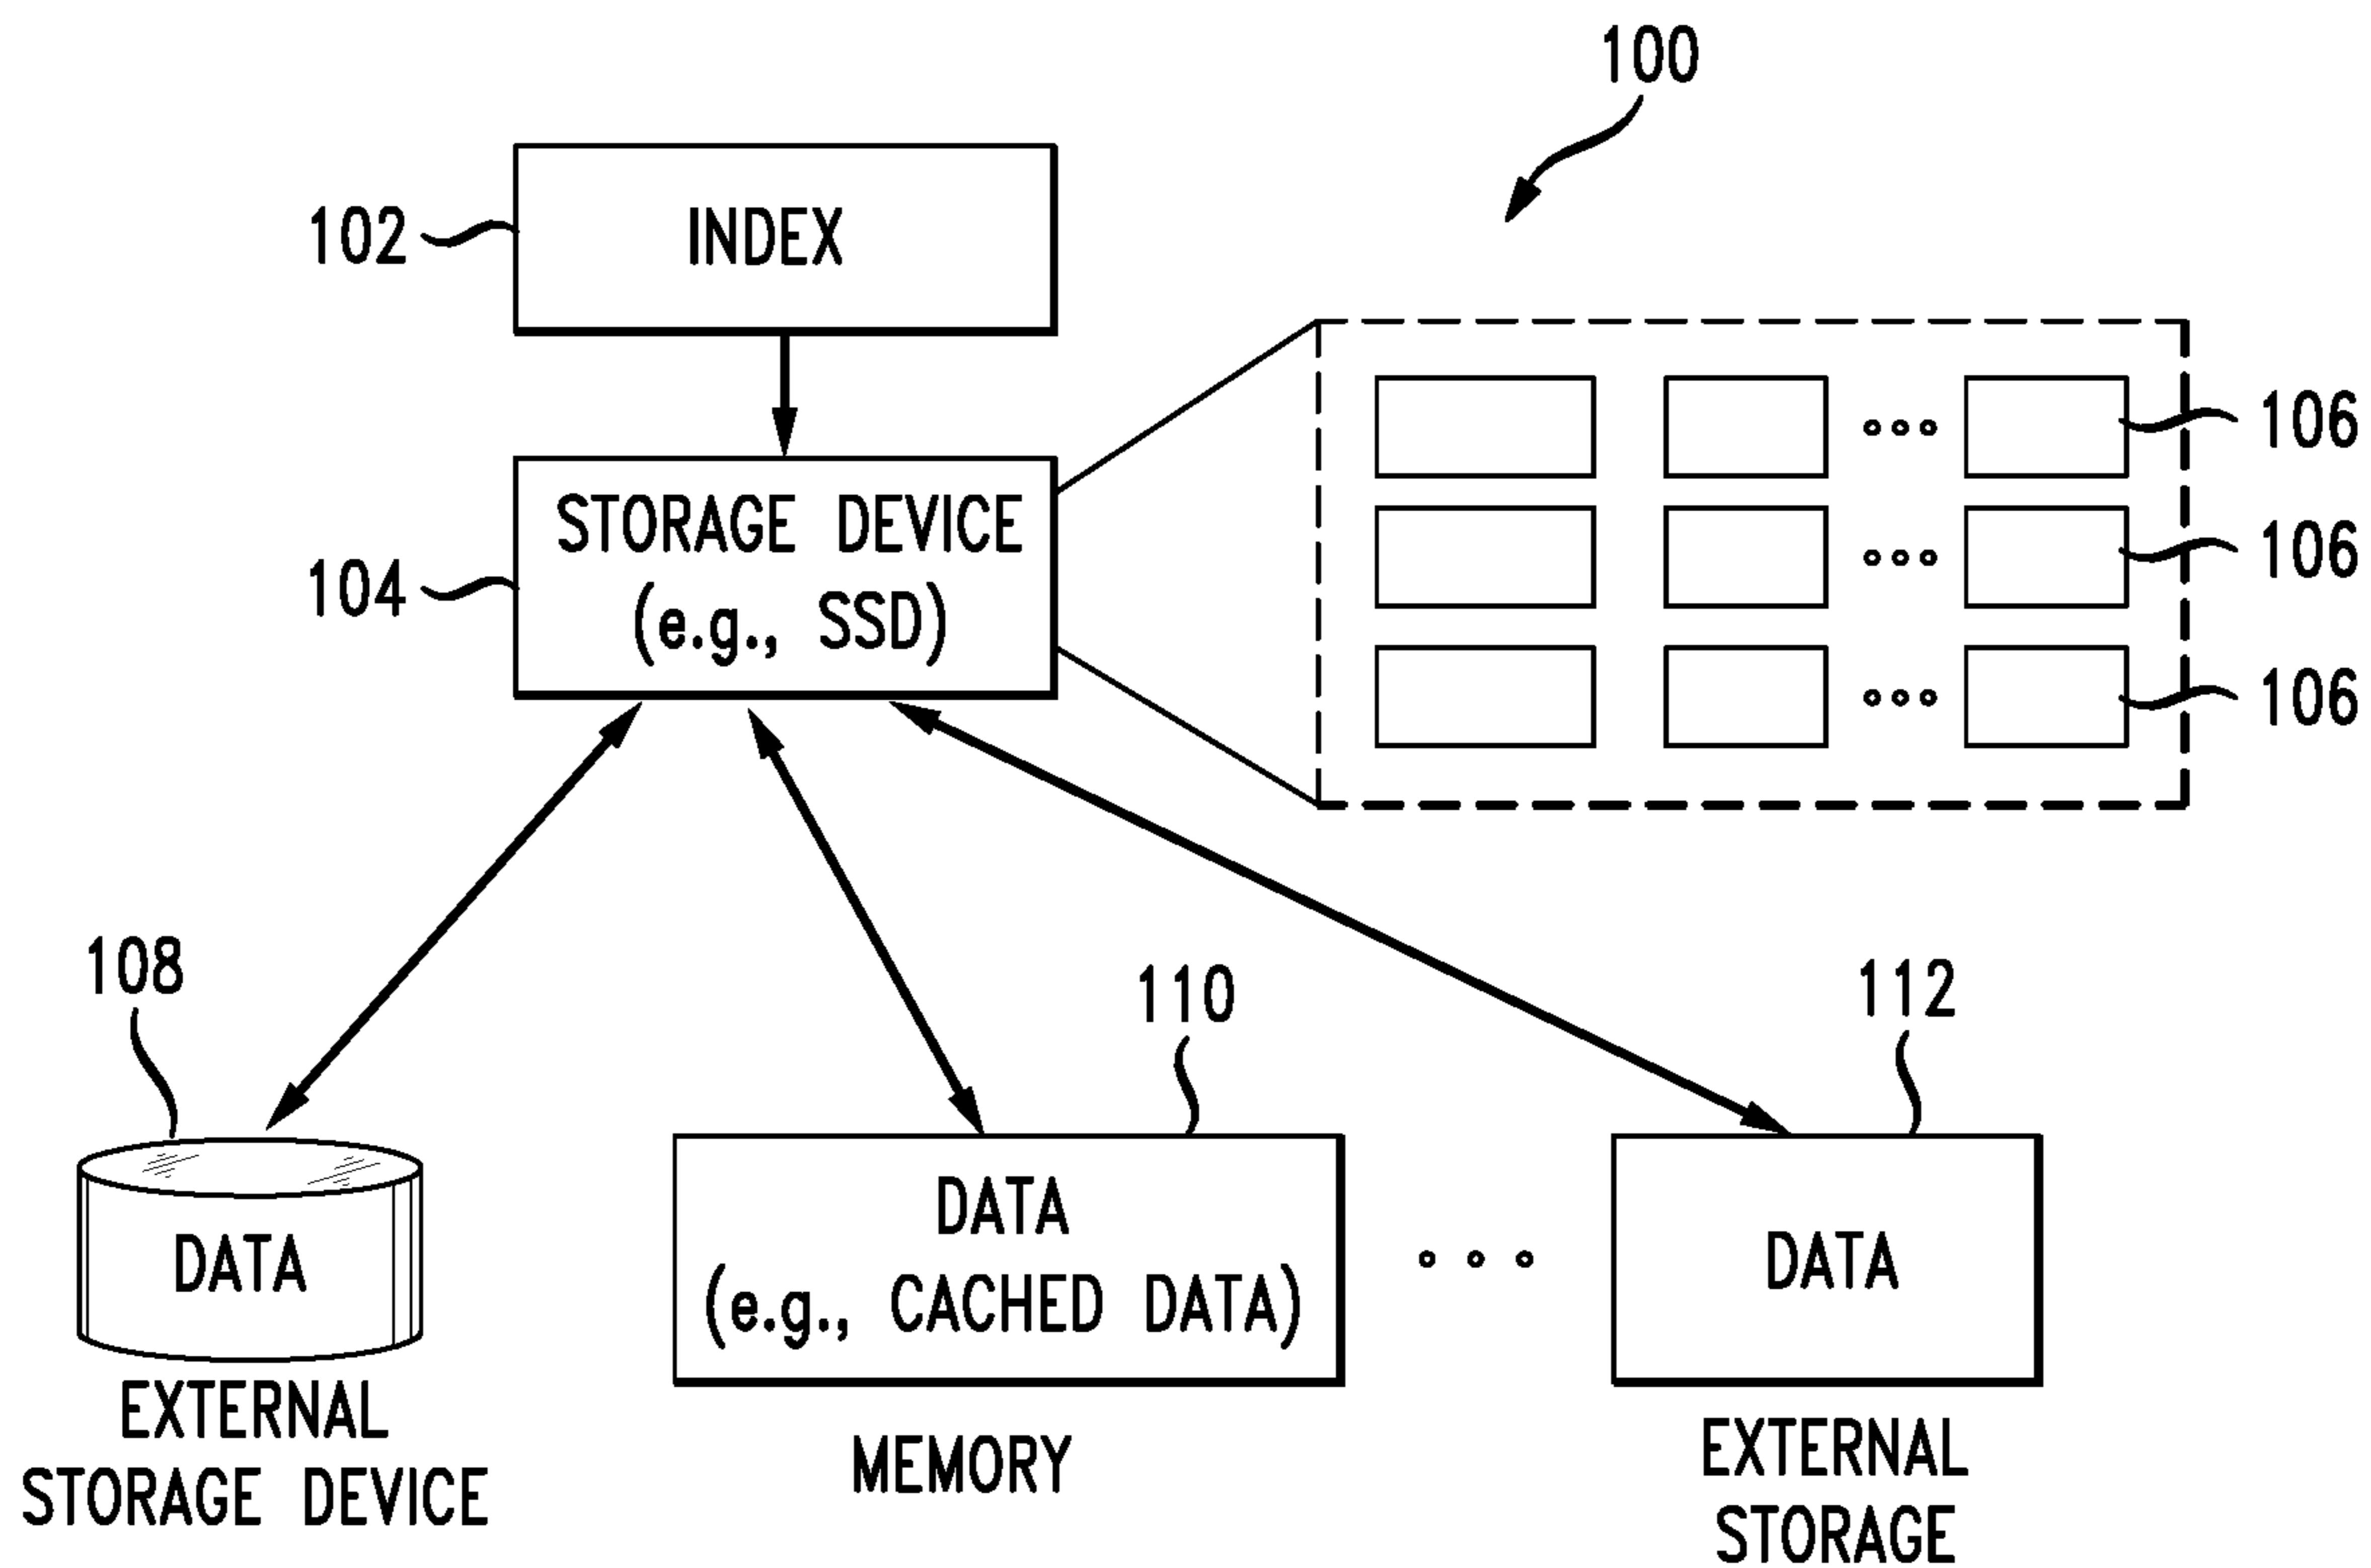 100
102
INDEX
106
STORAGE DEVICE
(e.g., SSD)
104
106
106
108
110
112
DATA
DATA
(e.g., CACHED DATA)
DATA
EXTERNAL
STORAGE DEVICE
MEMORY
EXTERNAL
STORAGE